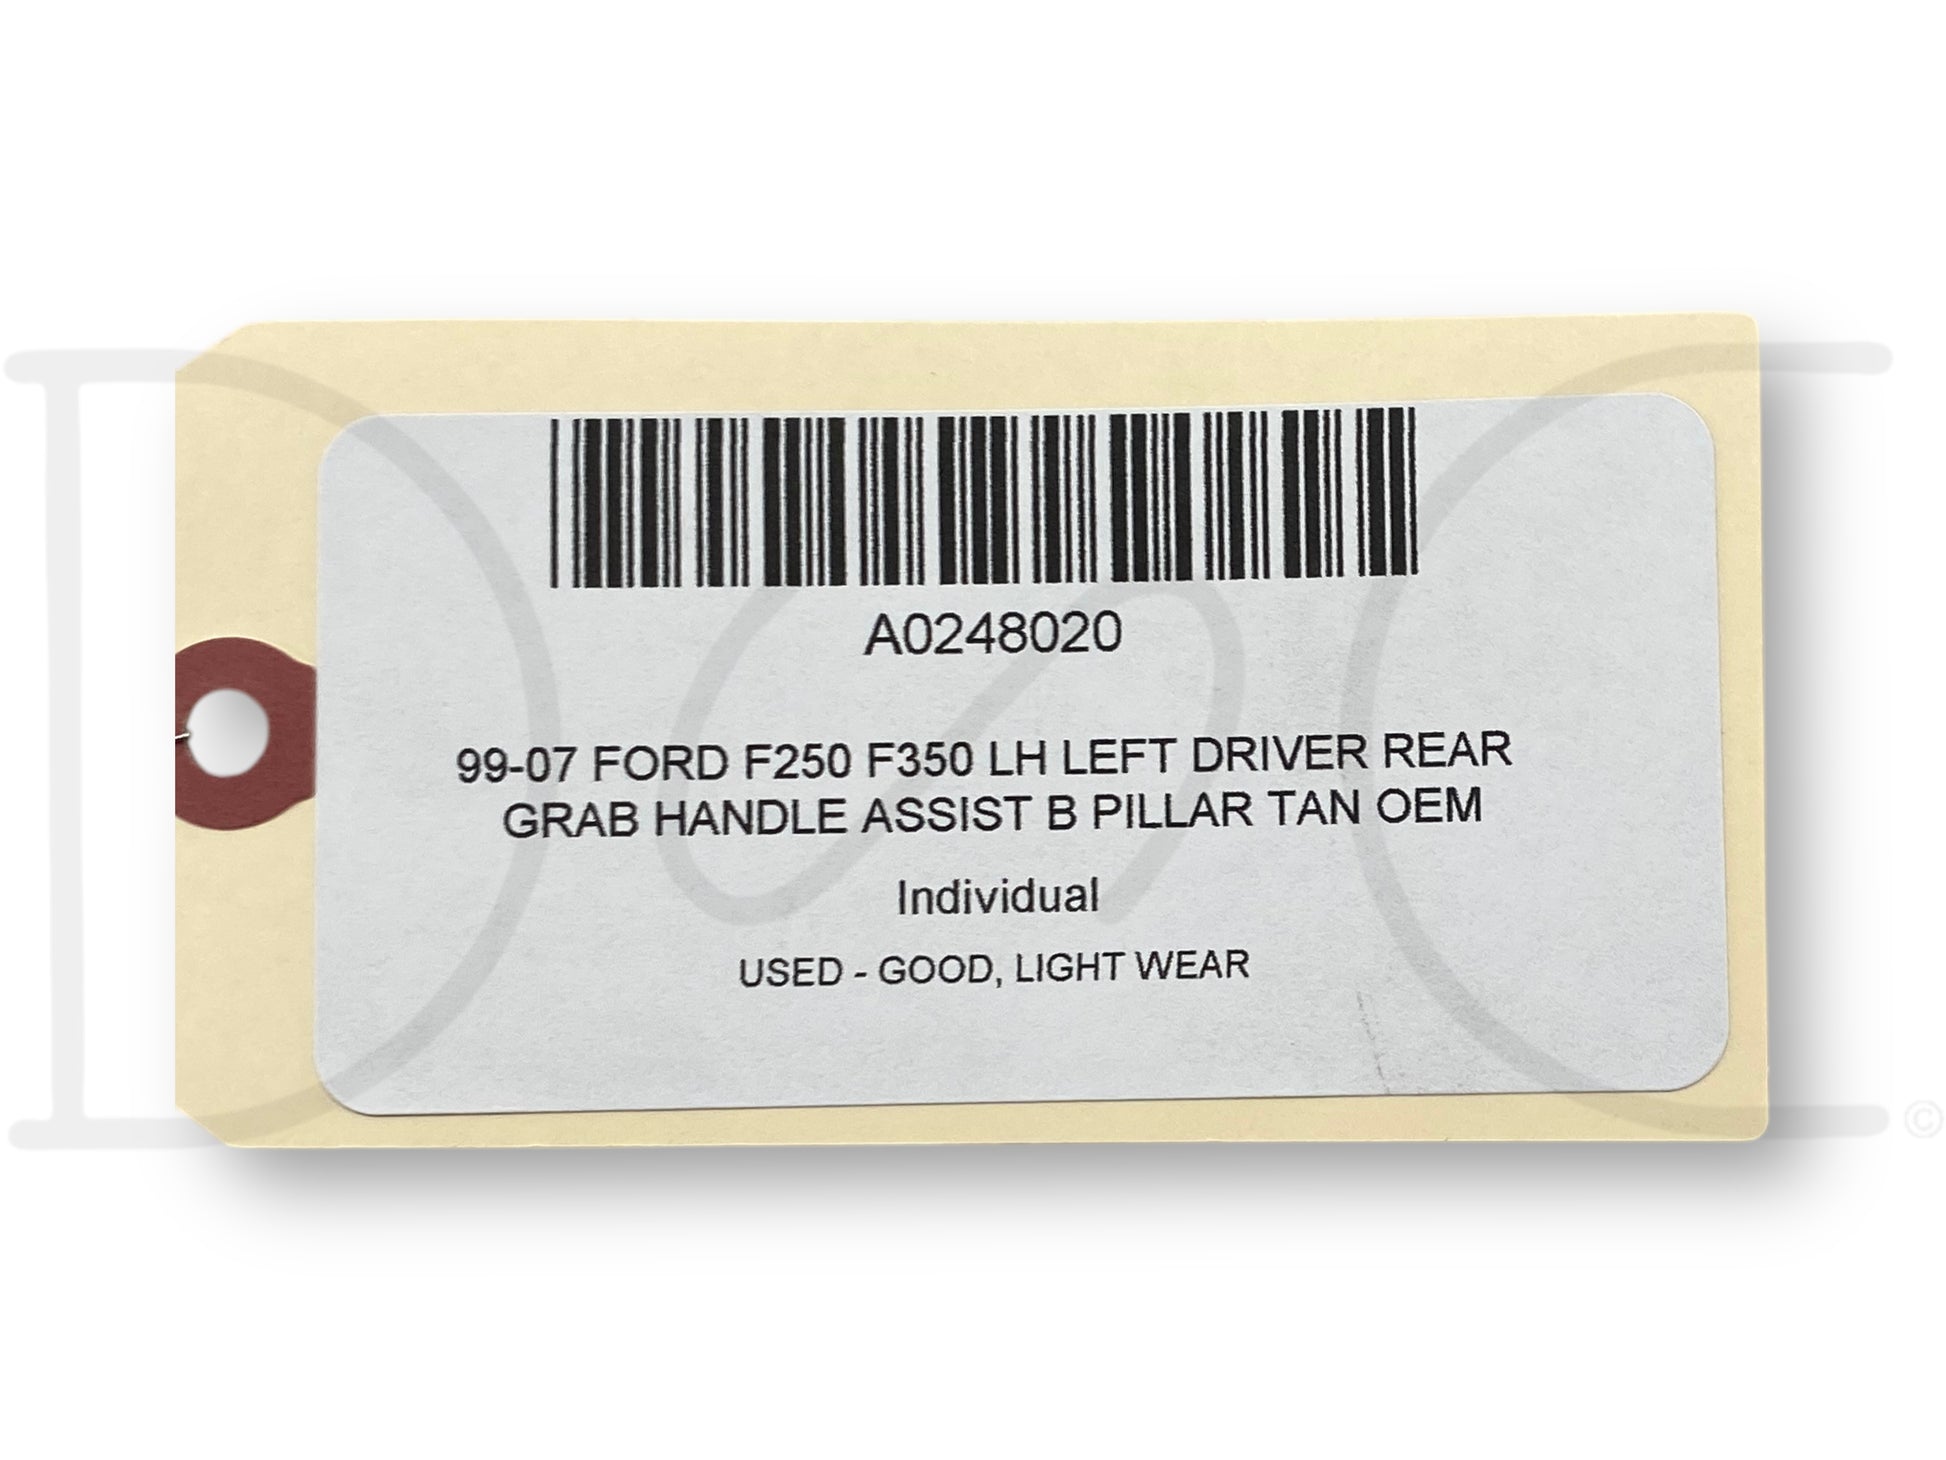 A0248020
99-07 FORD F250 F350 LH LEFT DRIVER REAR
GRAB HANDLE ASSIST B PILLAR TAN OEM
Individual
USED - GOOD, LIGHT WEAR
©